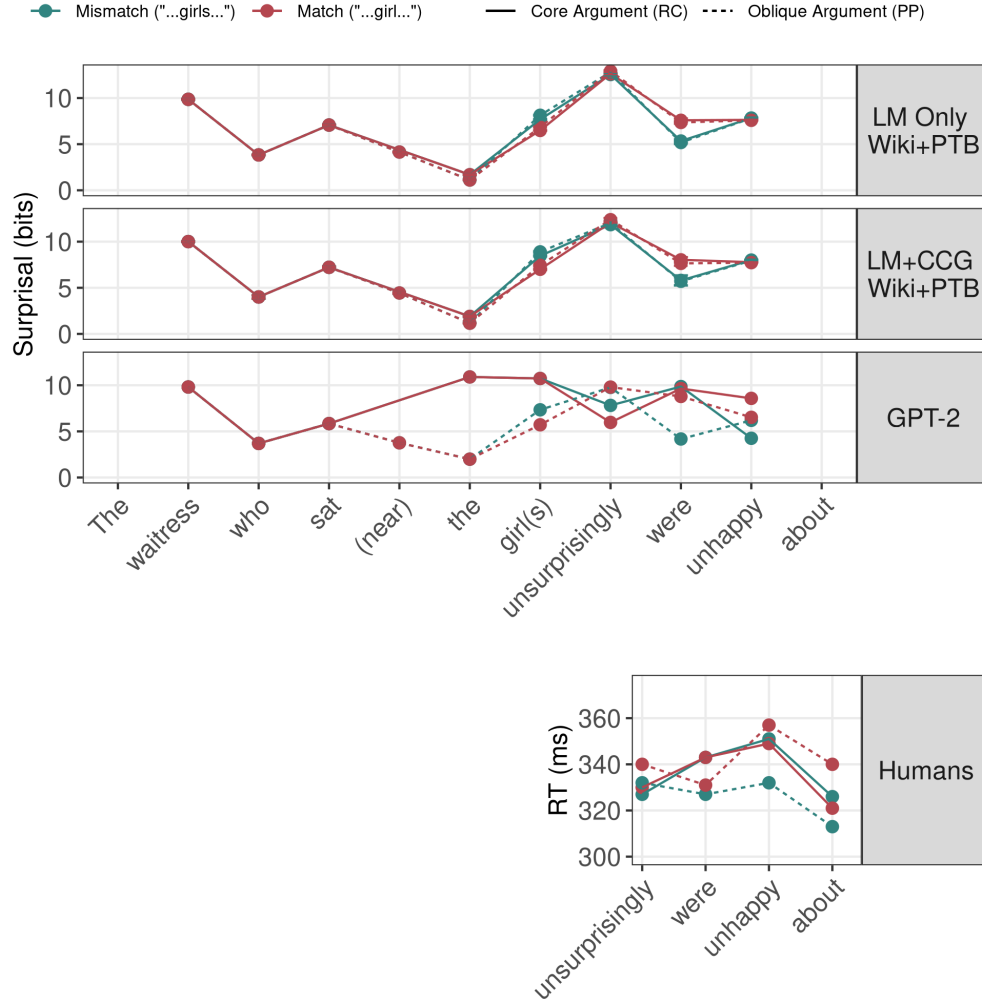 Mismatch ("...girls...") Match ("...girl...") Core Argument (RC) Oblique Argument (PP)
Surprisal (bits)
10
5
0
LM Only
Wiki+PTB
10
5
0
LM+CCG
Wiki+PTB
10
5
0
GPT-2
The waitress who sat (near) the girl(s) unsurprisingly were unhappy about
RT (ms)
360
340
320
300
Humans
unsurprisingly were unhappy about